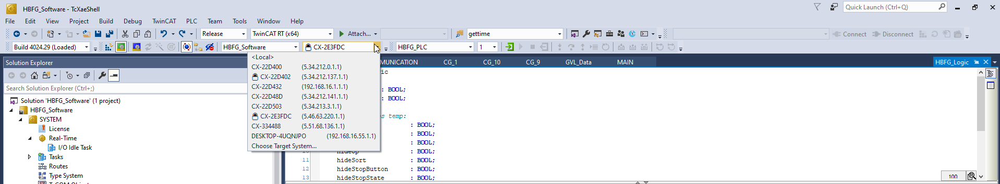 HBFG_Software - TcXaeShell
Quick Launch (Ctrl+Q)
File Edit View Project Build Debug TwinCAT PLC Team Tools Window Help
Release TwinCAT RT (x64) Attach... gettime Connect Disconnect
Build 4024.29 (Loaded) HBFG_Software CX-2E3FDC HBFG_PLC 1
Solution Explorer
Search Solution Explorer (Ctrl+;)
Solution 'HBFG_Software' (1 project)
HBFG_Software
SYSTEM
License
Real-Time
I/O Idle Task
Tasks
Routes
Type System
<Local>
CX-22D400 (5.34.212.0.1.1)
CX-22D402 (5.34.212.137.1.1)
CX-22D432 (192.168.16.1.1.1)
CX-22D48D (5.34.212.141.1.1)
CX-22D503 (5.34.213.3.1.1)
CX-2E3FDC (5.46.63.220.1.1)
CX-334488 (5.51.68.136.1.1)
DESKTOP-4UQNJPO (192.168.16.55.1.1)
Choose Target System...
MUNICATION CG_1 CG_10 CG_9 GVL_Data MAIN HBFG_Logic
: BOOL;
: BOOL;
temp:
: BOOL;
: BOOL;
: BOOL;
hideOp : BOOL;
11 hideSort : BOOL;
12 hideStopButton : BOOL;
13 hideStopState : BOOL;
100